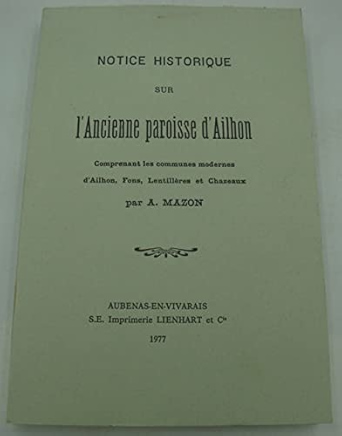 NOTICE HISTORIQUE
SUR
l'Ancienne paroisse d'Ailhon
Comprenant les communes modernes
d'Ailhon, Fons, Lentillères et Chazeaux
par A. MAZON
AUBENAS-EN-VIVARAIS
S.E. Imprimerie LIENHART et Cie
1977